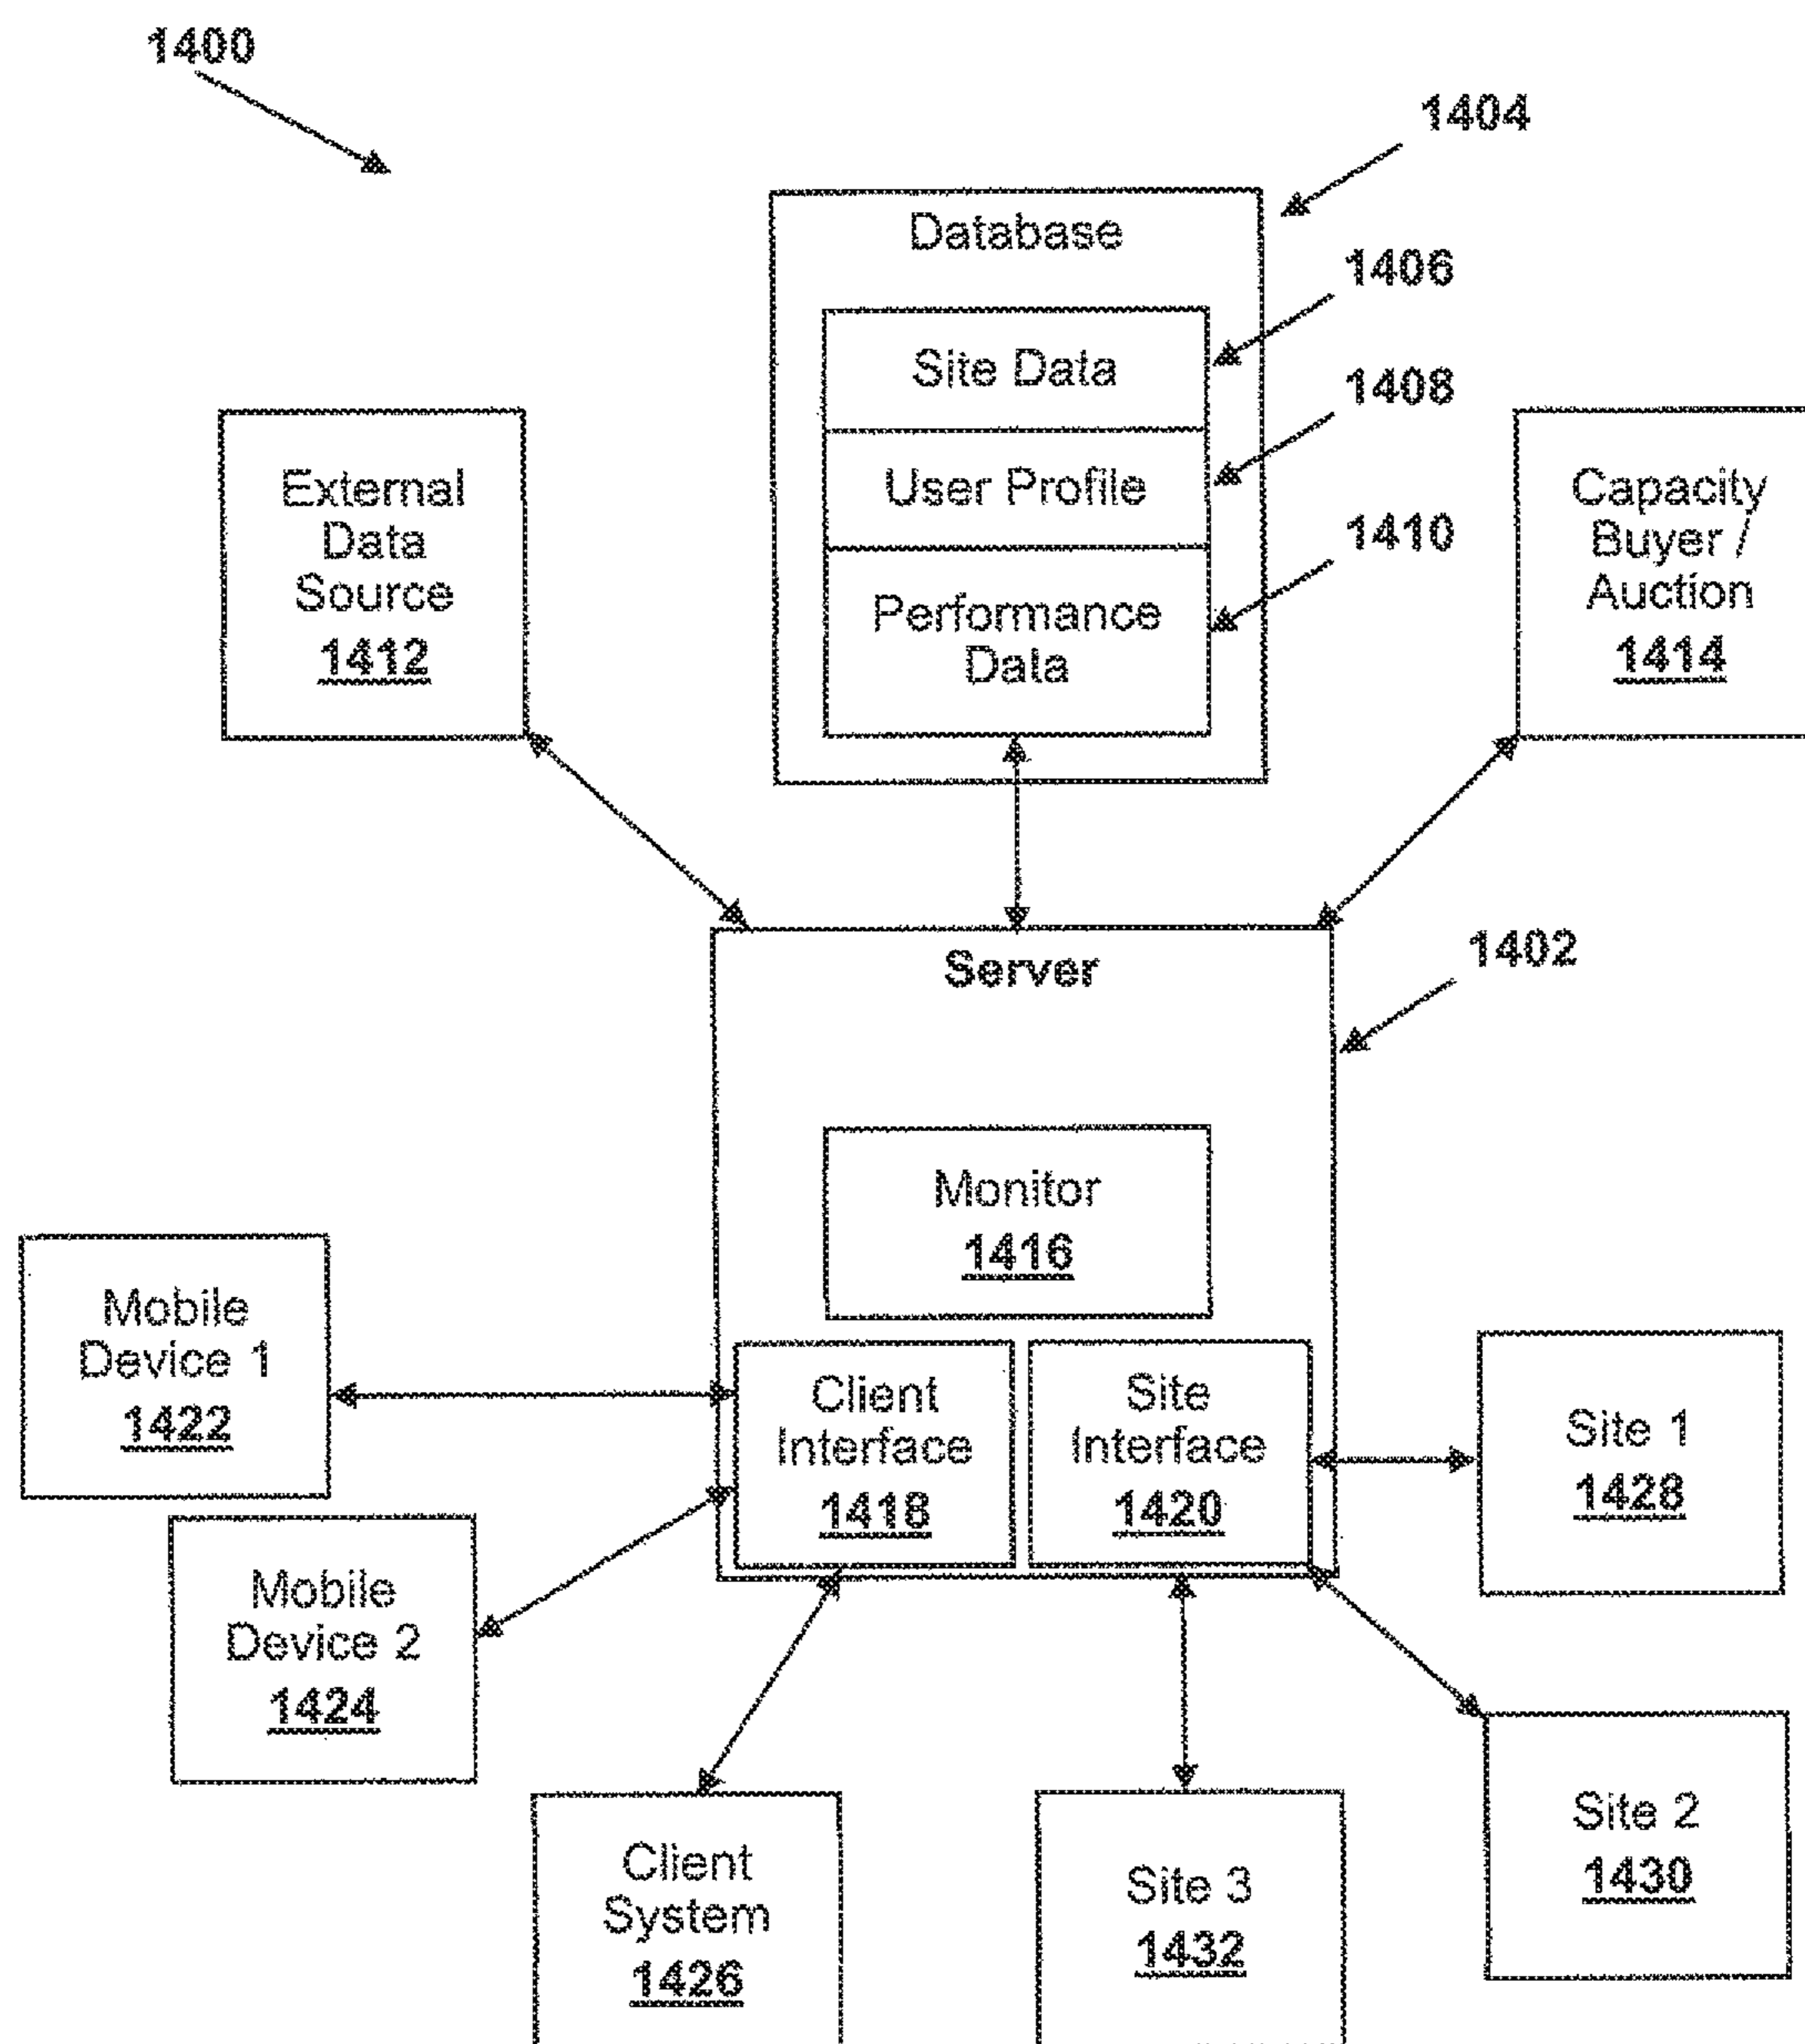 1400
1404
Database
1406
Site Data
1408
User Profile
1410
Performance
Data
External
Data
Source
1412
Capacity
Buyer /
Auction
1414
1402
Server
Monitor
1416
Mobile
Device 1
1422
Client
Interface
1418
Site
Interface
1420
Site 1
1428
Mobile
Device 2
1424
Client
System
1426
Site 3
1432
Site 2
1430